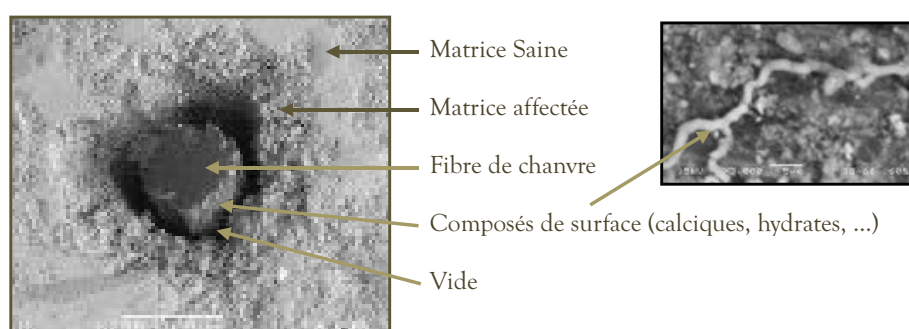 Matrice Saine
Matrice affectée
Fibre de chanvre
Composés de surface (calciques, hydrates, ...)
Vide